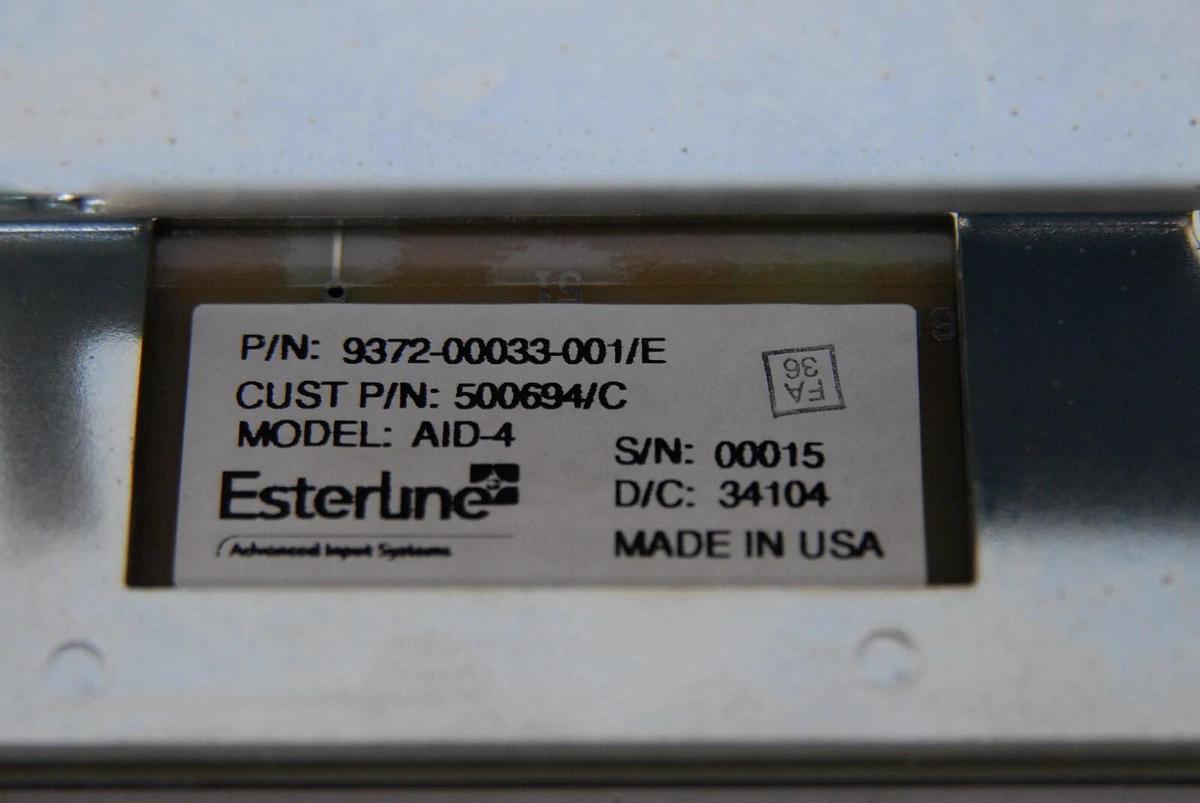 P/N: 9372-00033-001/E
CUST P/N: 500694/C
MODEL: AID-4
FA
36
S/N: 00015
D/C: 34104
Esterline
Advanced Input Systems
MADE IN USA